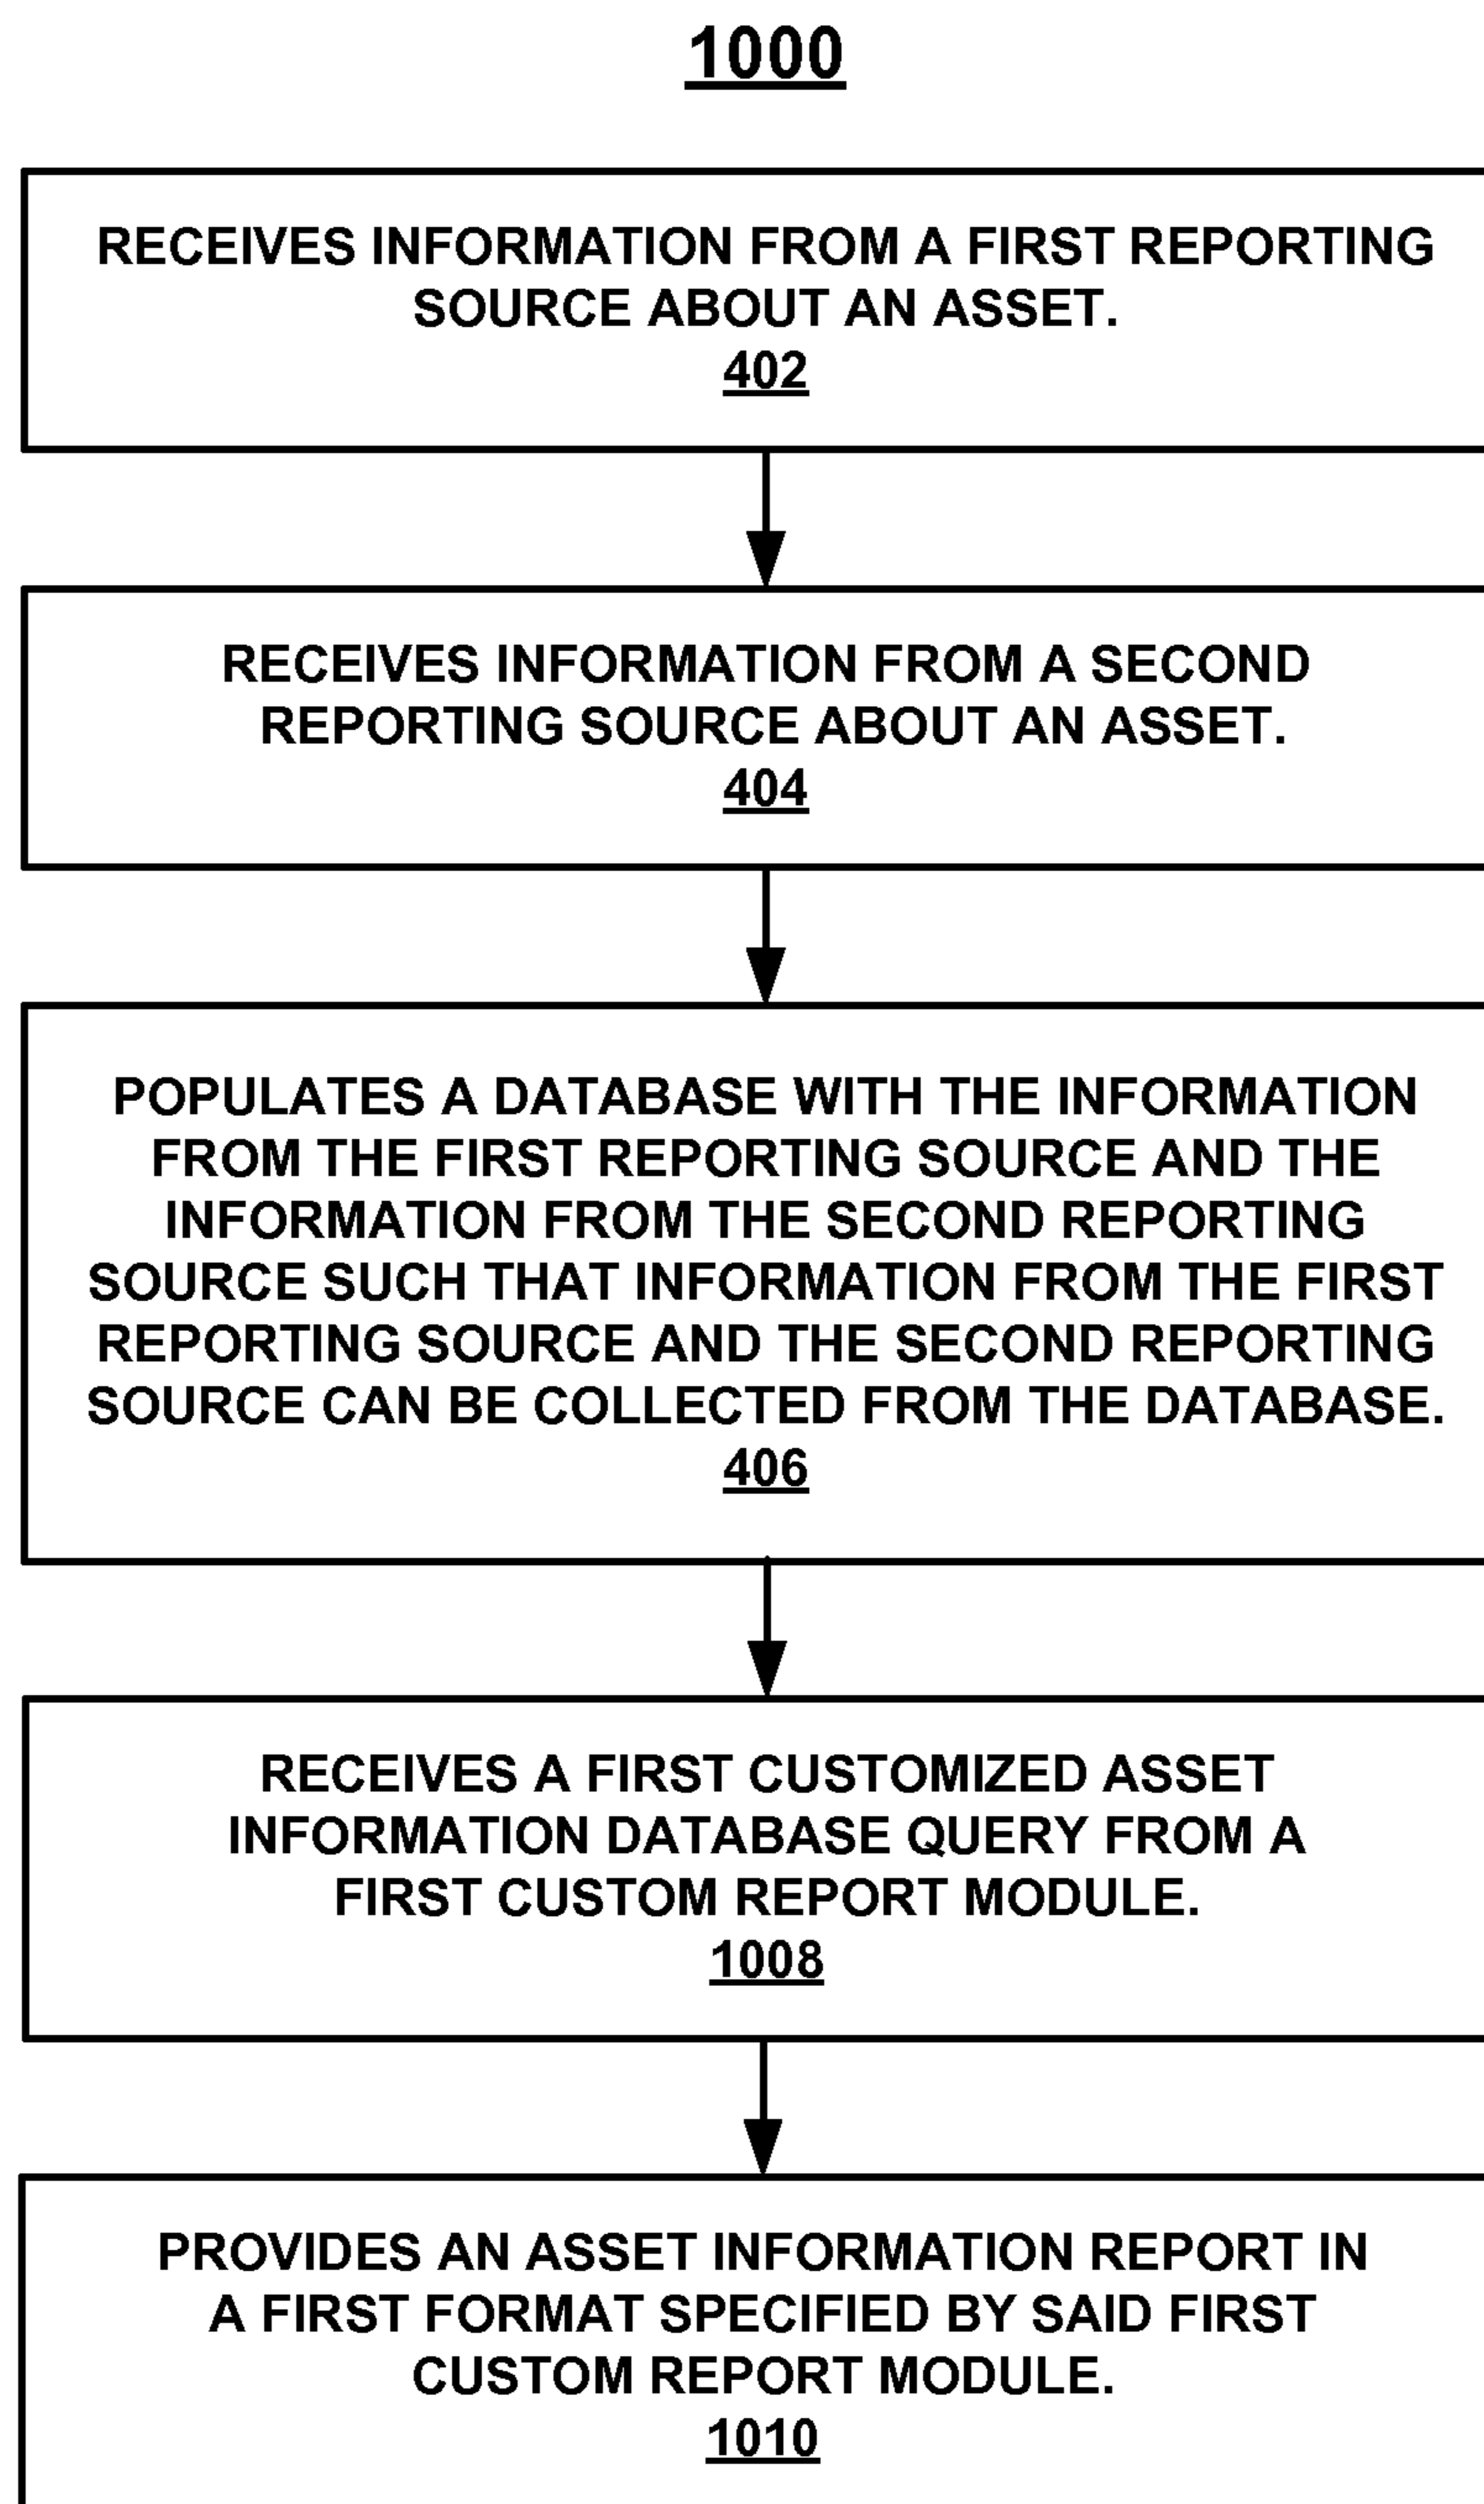 1000
RECEIVES INFORMATION FROM A FIRST REPORTING
SOURCE ABOUT AN ASSET.
402
RECEIVES INFORMATION FROM A SECOND
REPORTING SOURCE ABOUT AN ASSET.
404
POPULATES A DATABASE WITH THE INFORMATION
FROM THE FIRST REPORTING SOURCE AND THE
INFORMATION FROM THE SECOND REPORTING
SOURCE SUCH THAT INFORMATION FROM THE FIRST
REPORTING SOURCE AND THE SECOND REPORTING
SOURCE CAN BE COLLECTED FROM THE DATABASE.
406
RECEIVES A FIRST CUSTOMIZED ASSET
INFORMATION DATABASE QUERY FROM A
FIRST CUSTOM REPORT MODULE.
1008
PROVIDES AN ASSET INFORMATION REPORT IN
A FIRST FORMAT SPECIFIED BY SAID FIRST
CUSTOM REPORT MODULE.
1010